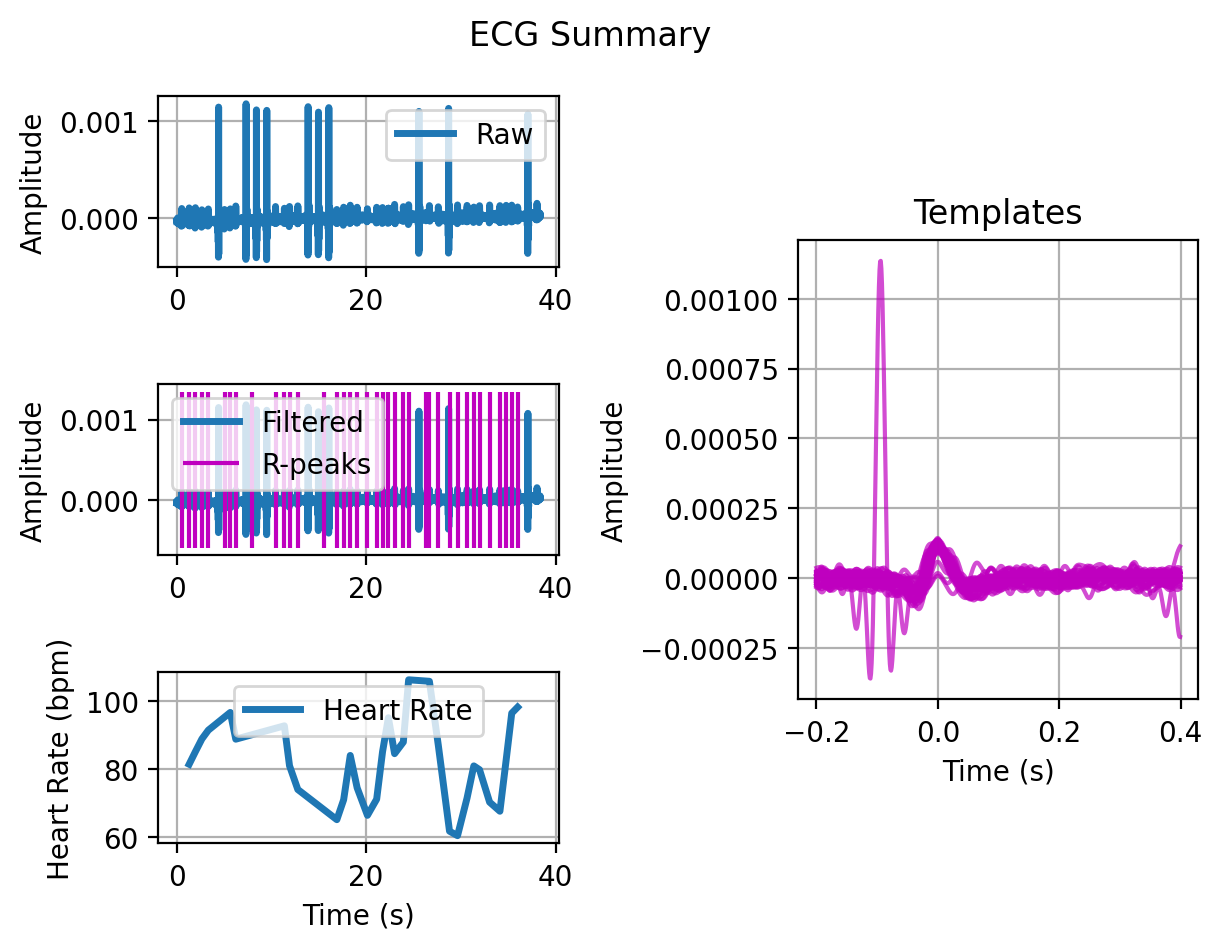 ECG Summary
Amplitude
0.001
0.000
Raw
0
20
40
Amplitude
0.001
0.000
Filtered
R-peaks
0
20
40
Heart Rate (bpm)
100
80
60
Heart Rate
0
20
40
Time (s)
Templates
Amplitude
0.00100
0.00075
0.00050
0.00025
0.00000
−0.00025
−0.2
0.0
0.2
0.4
Time (s)